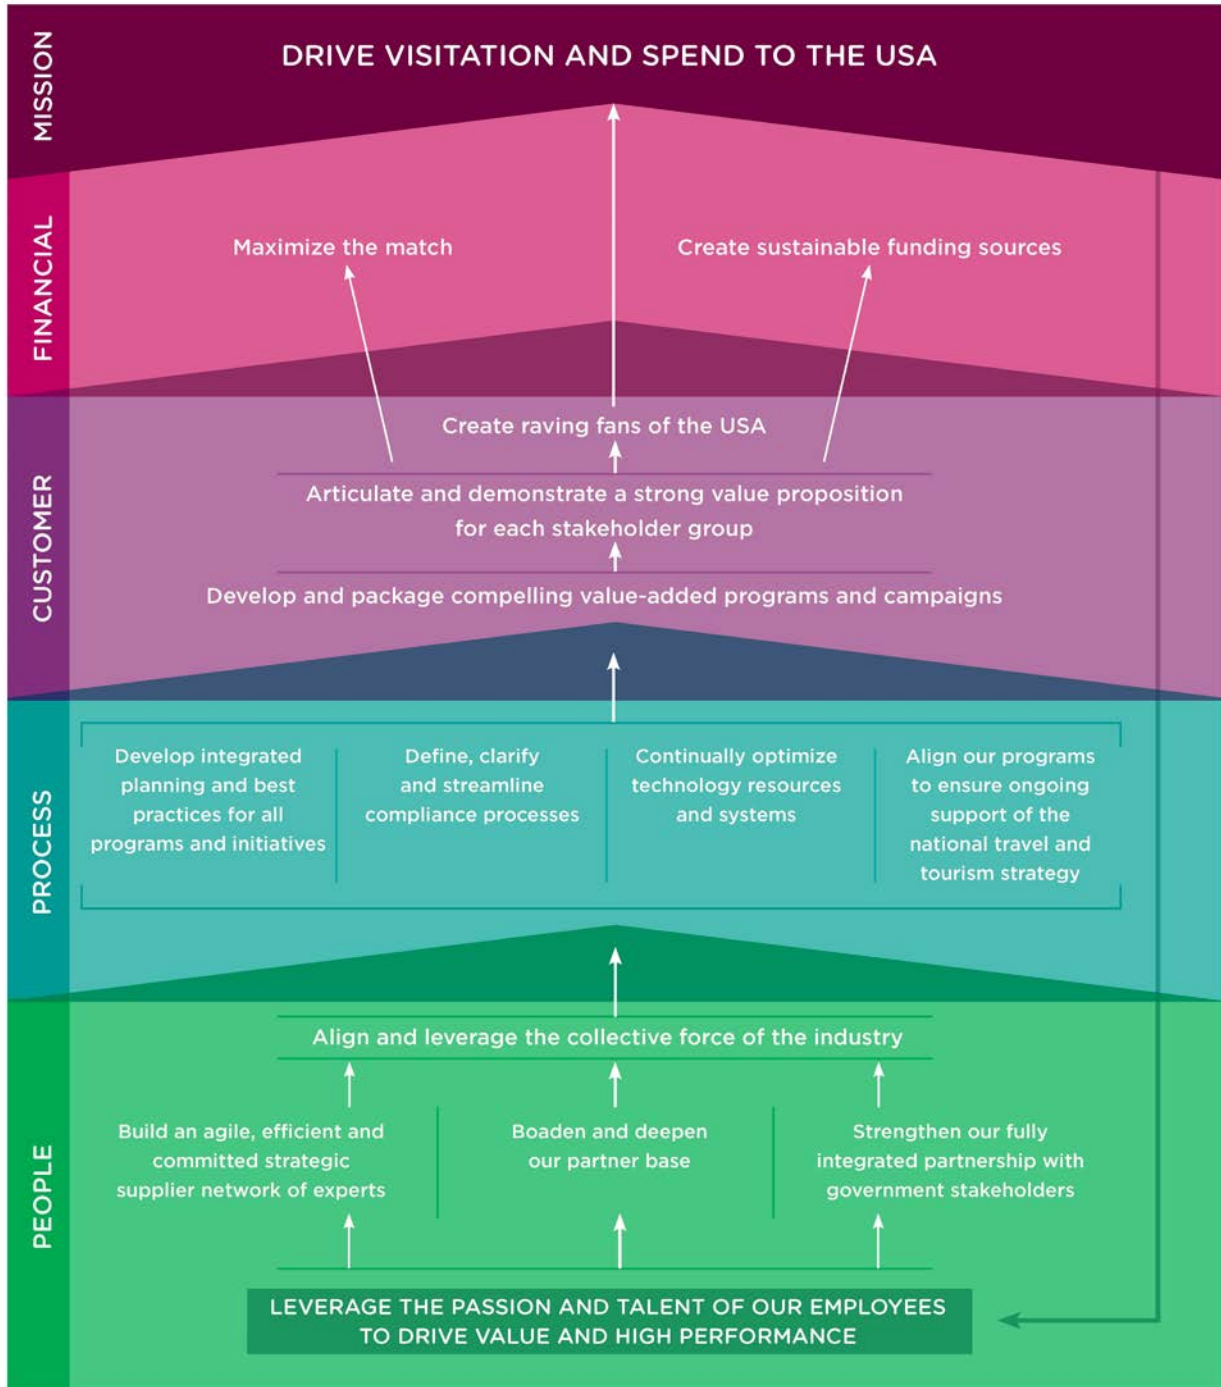 MISSION
DRIVE VISITATION AND SPEND TO THE USA
FINANCIAL
Maximize the match
Create sustainable funding sources
CUSTOMER
Create raving fans of the USA
Articulate and demonstrate a strong value proposition
for each stakeholder group
Develop and package compelling value-added programs and campaigns
PROCESS
Develop integrated
planning and best
practices for all
programs and initiatives
Define, clarify
and streamline
compliance processes
Continually optimize
technology resources
and systems
Align our programs
to ensure ongoing
support of the
national travel and
tourism strategy
PEOPLE
Align and leverage the collective force of the industry
Build an agile, efficient and
committed strategic
supplier network of experts
Boaden and deepen
our partner base
Strengthen our fully
integrated partnership with
government stakeholders
LEVERAGE THE PASSION AND TALENT OF OUR EMPLOYEES
TO DRIVE VALUE AND HIGH PERFORMANCE